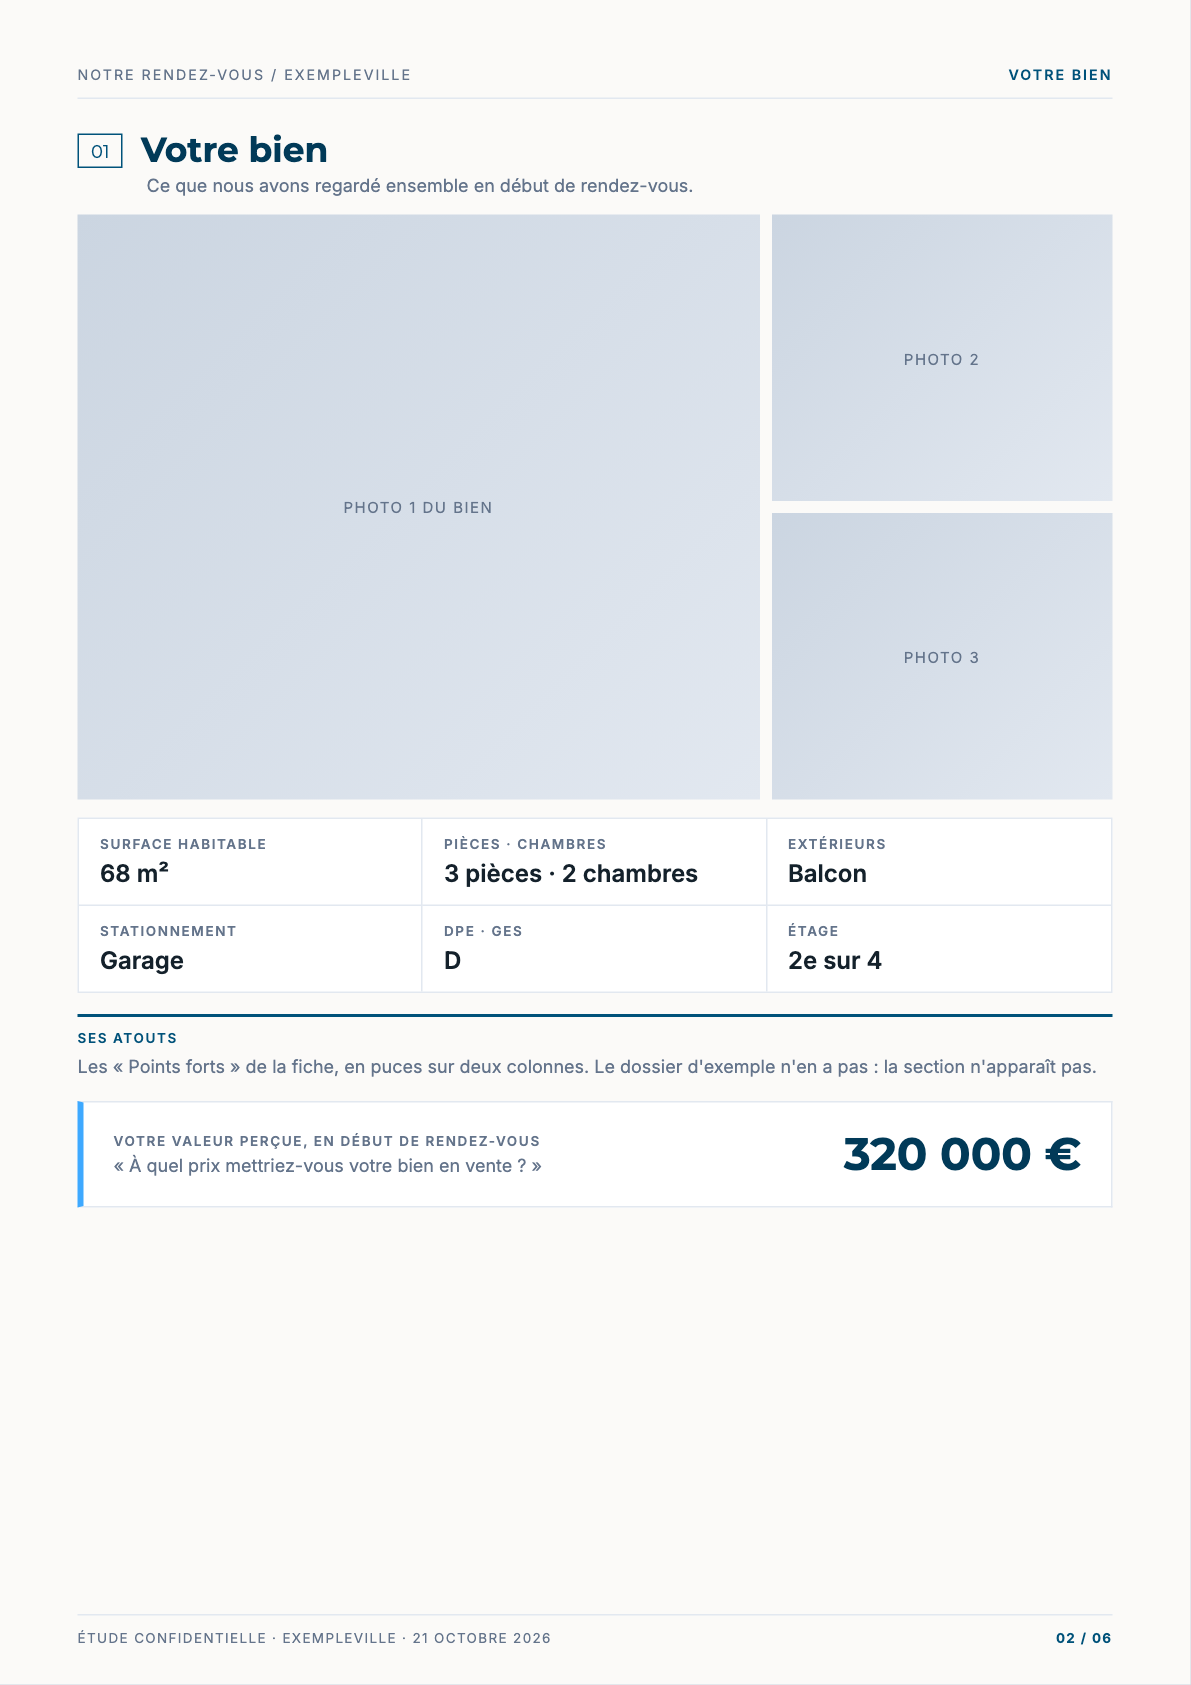 NOTRE RENDEZ-VOUS / EXEMPLEVILLE
VOTRE BIEN
01 Votre bien
Ce que nous avons regardé ensemble en début de rendez-vous.
PHOTO 1 DU BIEN
PHOTO 2
PHOTO 3
SURFACE HABITABLE
68 m²
PIÈCES · CHAMBRES
3 pièces · 2 chambres
EXTÉRIEURS
Balcon
STATIONNEMENT
Garage
DPE · GES
D
ÉTAGE
2e sur 4
SES ATOUTS
Les « Points forts » de la fiche, en puces sur deux colonnes. Le dossier d'exemple n'en a pas : la section n'apparaît pas.
VOTRE VALEUR PERÇUE, EN DÉBUT DE RENDEZ-VOUS
« À quel prix mettriez-vous votre bien en vente ? »
320 000 €
ÉTUDE CONFIDENTIELLE · EXEMPLEVILLE · 21 OCTOBRE 2026
02 / 06